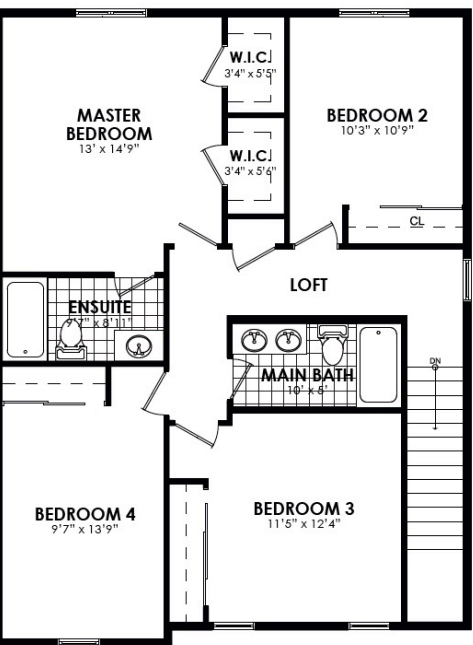 W.I.C.
3'4" x 5'5"
MASTER
BEDROOM
13' x 14'9"
BEDROOM 2
10'3" x 10'9"
W.I.C.
3'4" x 5'6"
CL
LOFT
ENSUITE
9'7" x 8'11"
MAIN BATH
10' x 5'
DN
BEDROOM 4
9'7" x 13'9"
BEDROOM 3
11'5" x 12'4"